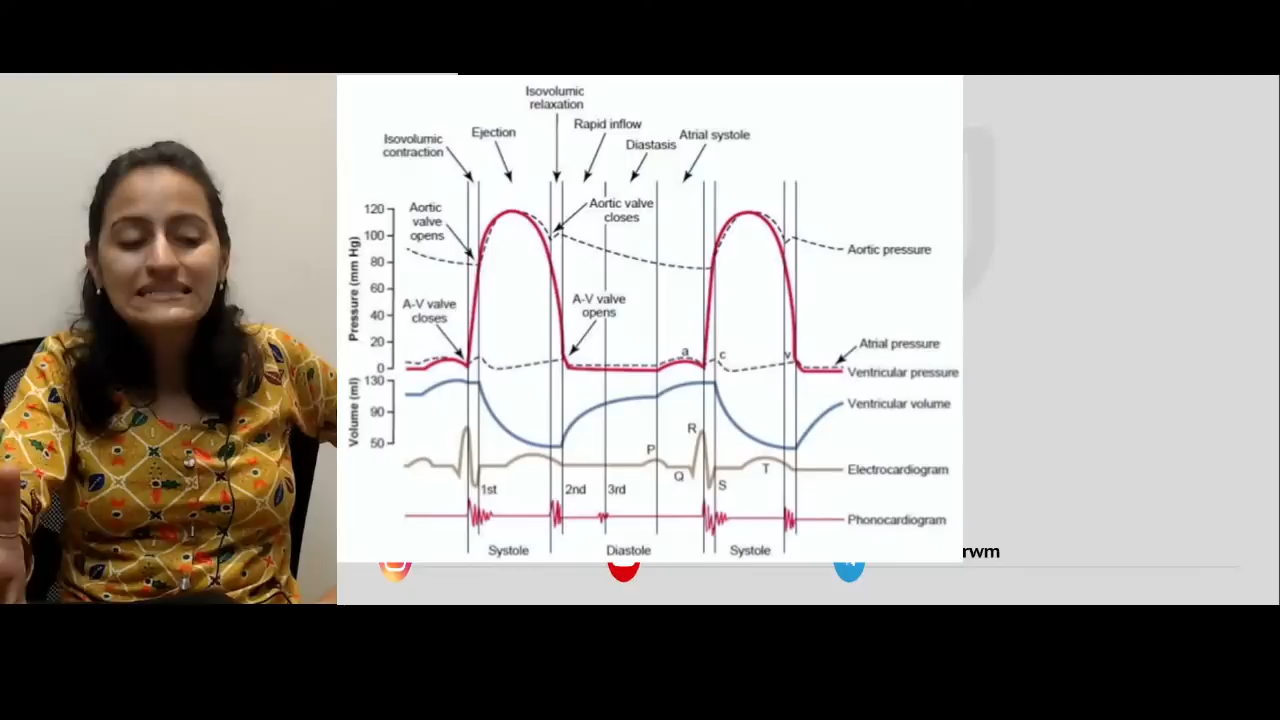 Isovolumic
relaxation
Rapid inflow
Ejection
Atrial systole
Isovolumic
contraction
Diastasis
Aortic
valve
opens
Aortic valve
closes
A-V valve
closes
A-V valve
opens
Pressure (mm Hg)
120
100
80
60
40
20
0
a
c
v
Aortic pressure
Atrial pressure
Ventricular pressure
Volume (ml)
130
90
50
Ventricular volume
R
P
Q
S
T
Electrocardiogram
1st
2nd
3rd
Phonocardiogram
Systole
Diastole
Systole
rwm